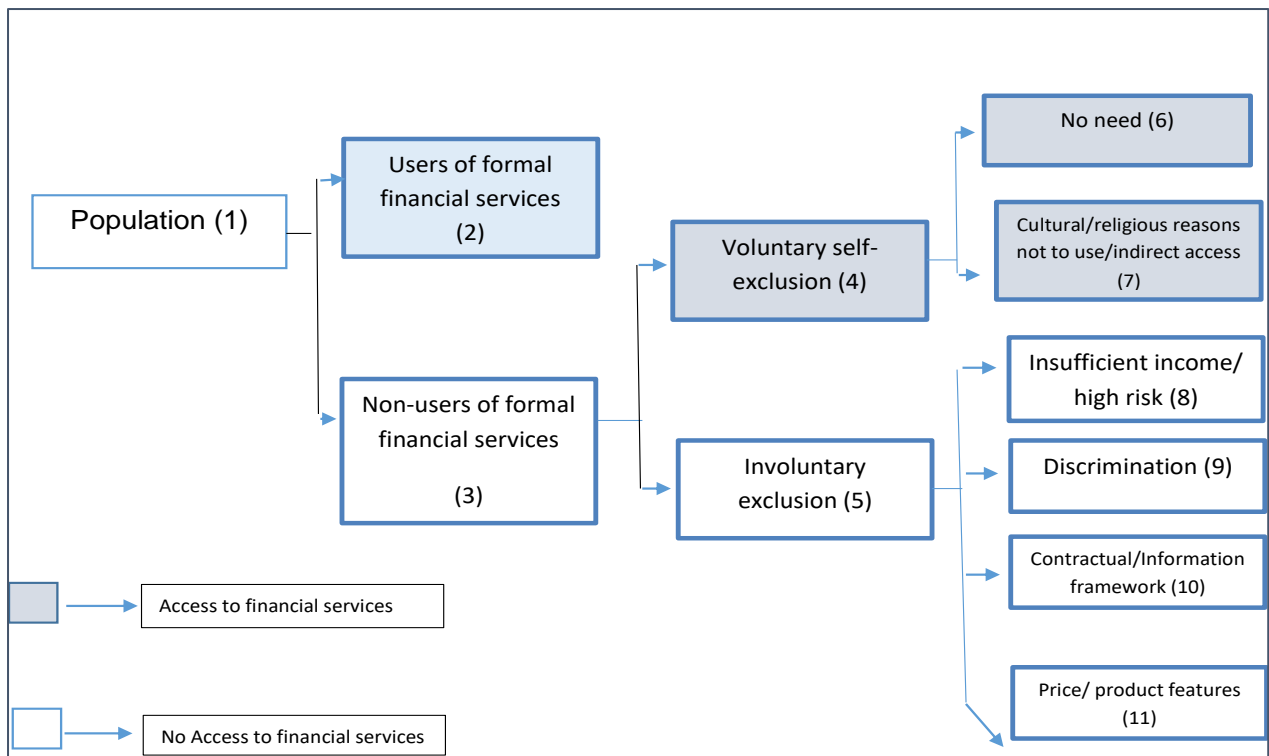 Population (1)
Users of formal
financial services
(2)
Non-users of formal
financial services
(3)
Voluntary self-
exclusion (4)
Involuntary
exclusion (5)
No need (6)
Cultural/religious reasons
not to use/indirect access
(7)
Insufficient income/
high risk (8)
Discrimination (9)
Contractual/Information
framework (10)
Price/ product features
(11)
Access to financial services
No Access to financial services